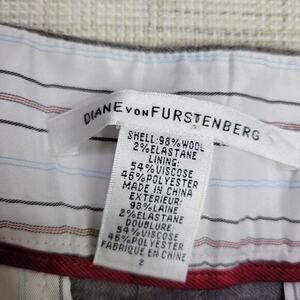 DIANE VON FURSTENBERG
SHELL: 98% WOOL
2% ELASTANE
LINING:
54% VISCOSE
46% POLYESTER
MADE IN CHINA
EXTERIEUR:
98% LAINE
2% ELASTANE
DOUBLURE:
54% VISCOSE
46% POLYESTER
FABRIQUE EN CHINE
2